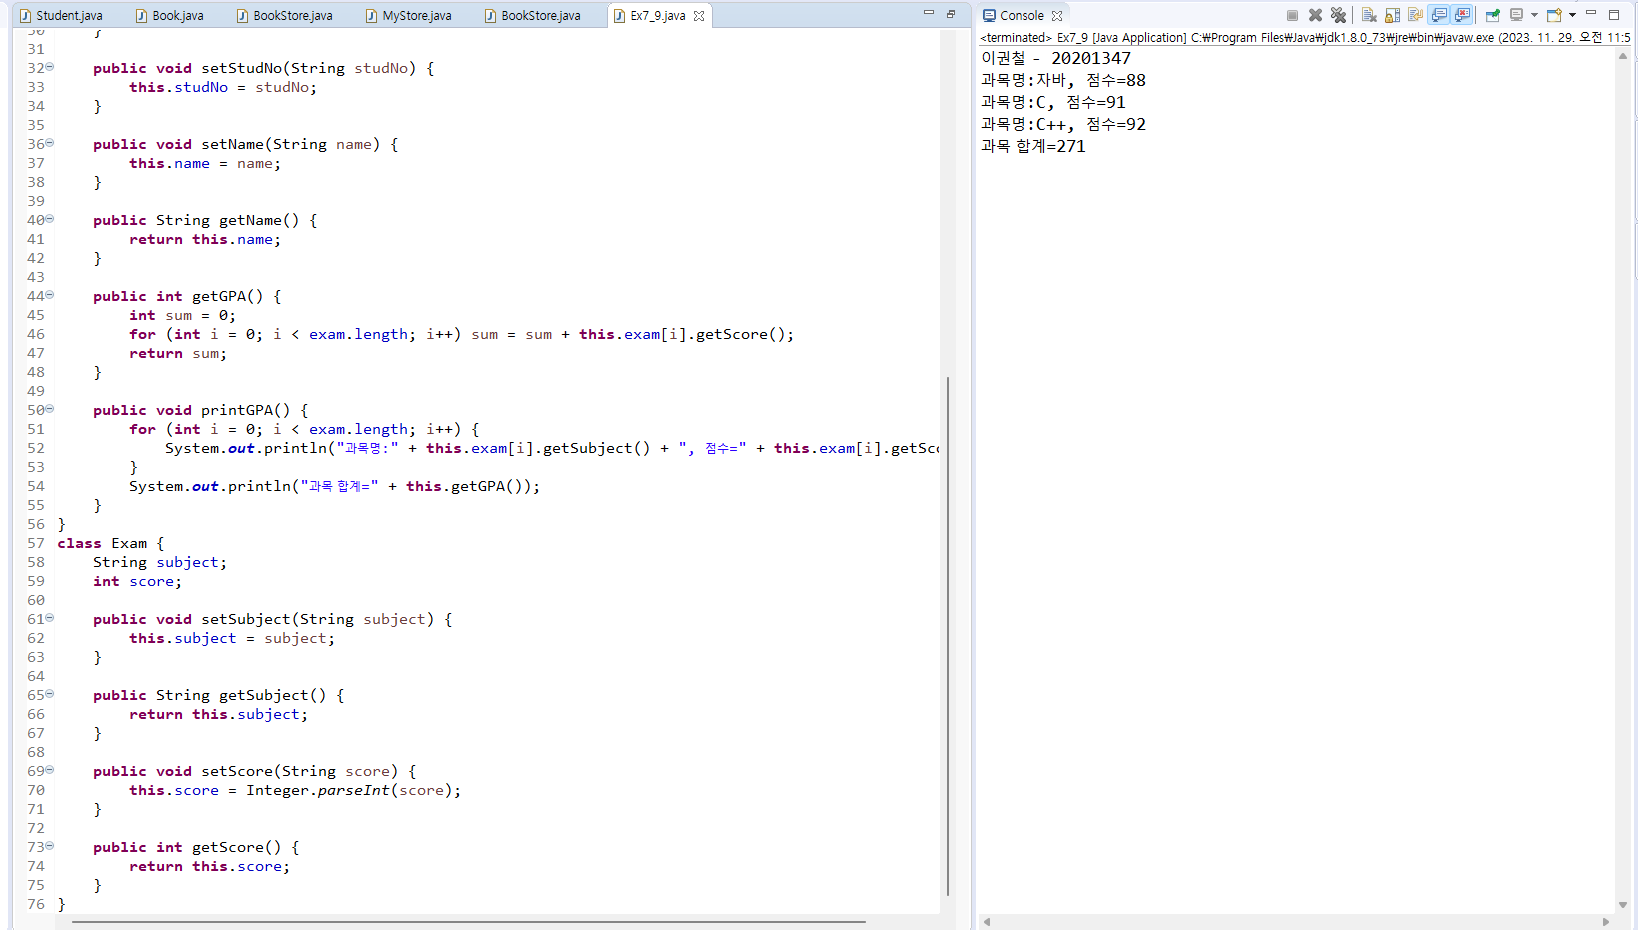 Student.java Book.java BookStore.java MyStore.java BookStore.java Ex7_9.java
30 }
31
32 public void setStudNo(String studNo) {
33 this.studNo = studNo;
34 }
35
36 public void setName(String name) {
37 this.name = name;
38 }
39
40 public String getName() {
41 return this.name;
42 }
43
44 public int getGPA() {
45 int sum = 0;
46 for (int i = 0; i < exam.length; i++) sum = sum + this.exam[i].getScore();
47 return sum;
48 }
49
50 public void printGPA() {
51 for (int i = 0; i < exam.length; i++) {
52 System.out.println("과목명:" + this.exam[i].getSubject() + ", 점수=" + this.exam[i].getSc
53 }
54 System.out.println("과목 합계=" + this.getGPA());
55 }
56 }
57 class Exam {
58 String subject;
59 int score;
60
61 public void setSubject(String subject) {
62 this.subject = subject;
63 }
64
65 public String getSubject() {
66 return this.subject;
67 }
68
69 public void setScore(String score) {
70 this.score = Integer.parseInt(score);
71 }
72
73 public int getScore() {
74 return this.score;
75 }
76 }
Console
<terminated> Ex7_9 [Java Application] C:₩Program Files₩Java₩jdk1.8.0_73₩jre₩bin₩javaw.exe (2023. 11. 29. 오전 11:5
이권철 - 20201347
과목명:자바, 점수=88
과목명:C, 점수=91
과목명:C++, 점수=92
과목 합계=271